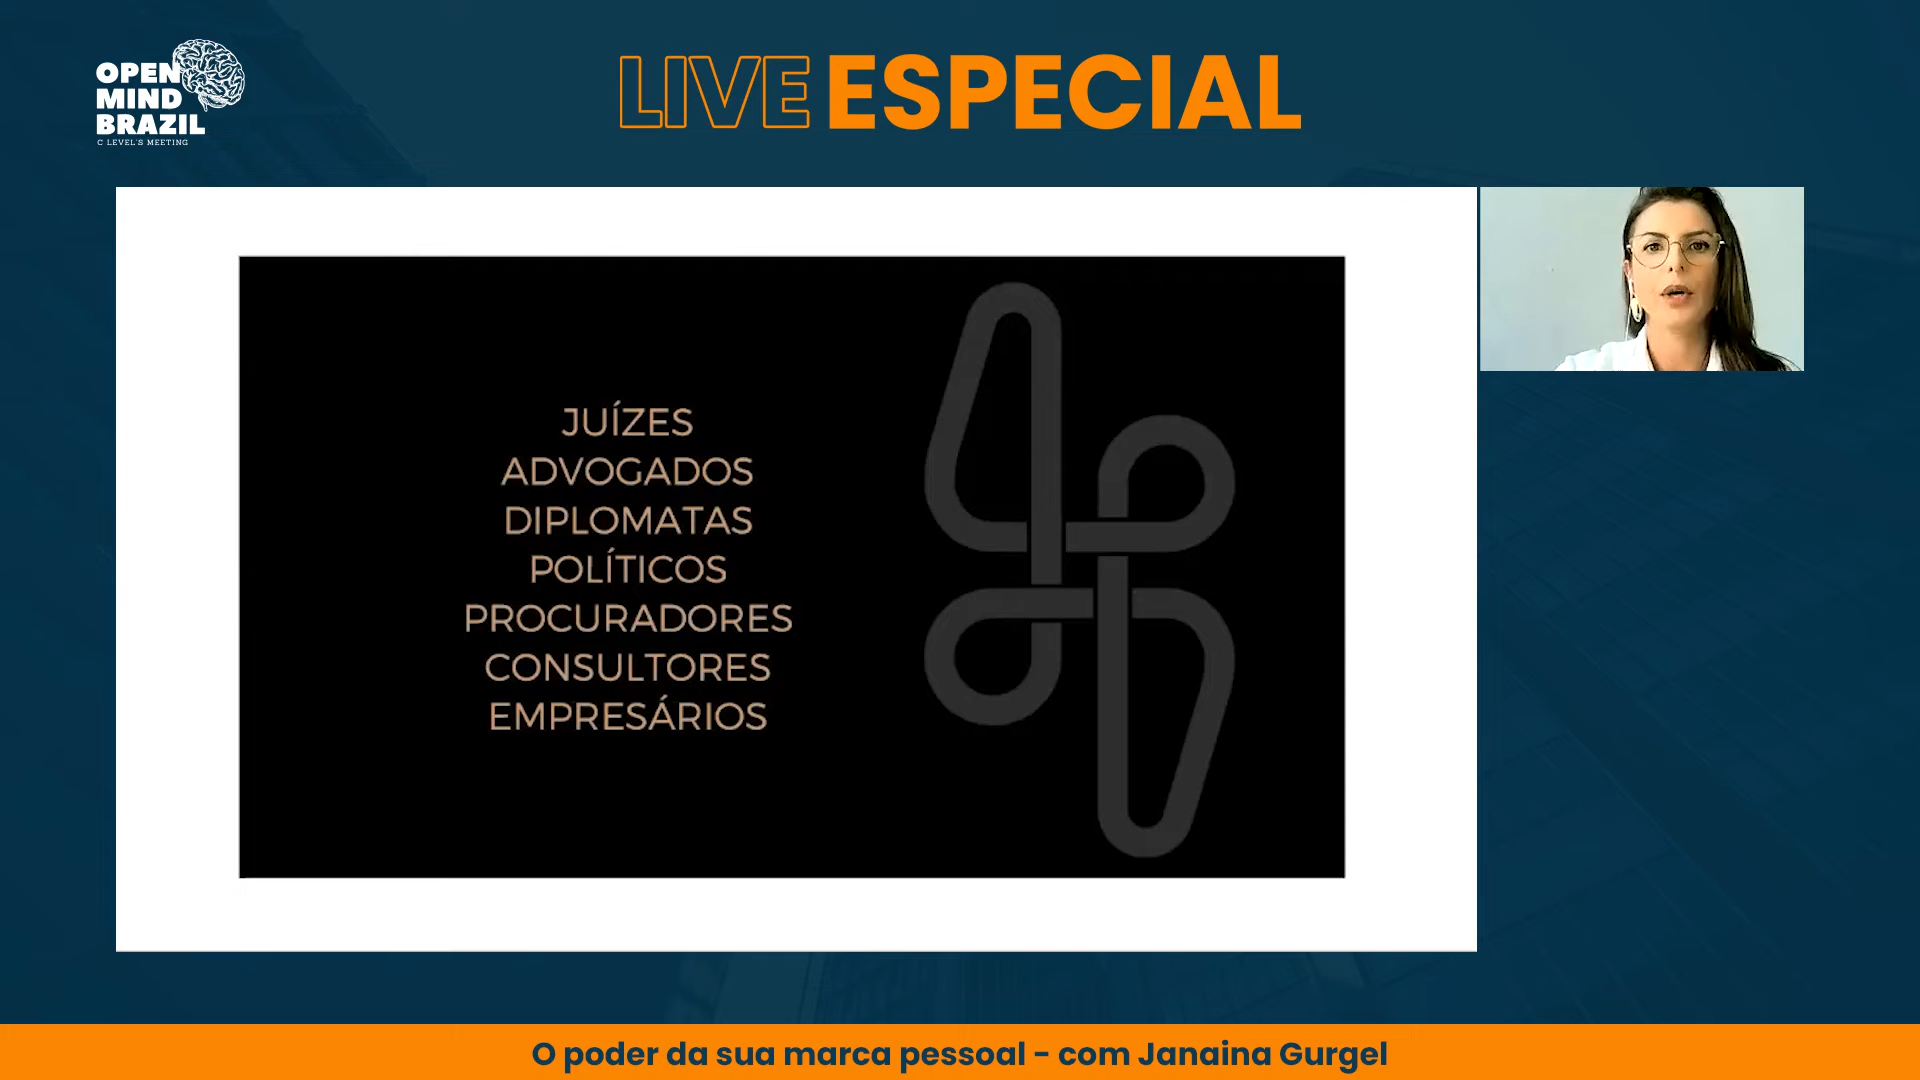 OPEN
MIND
BRAZIL
C LEVEL'S MEETING
LIVE ESPECIAL
JUÍZES
ADVOGADOS
DIPLOMATAS
POLÍTICOS
PROCURADORES
CONSULTORES
EMPRESÁRIOS
O poder da sua marca pessoal - com Janaina Gurgel